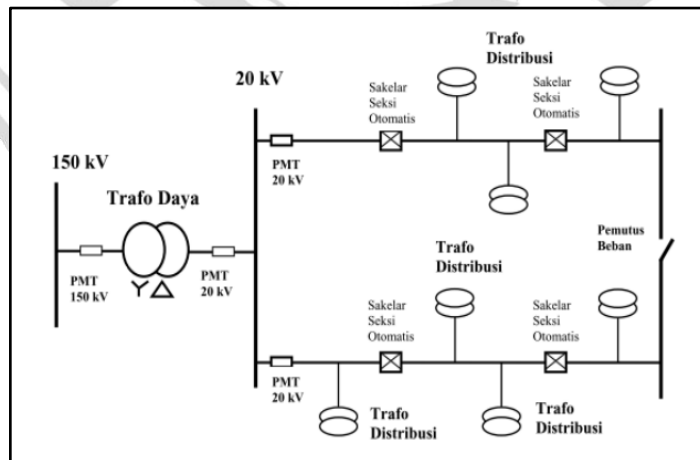 Trafo
Distribusi
20 kV
Sakelar
Seksi
Otomatis
Sakelar
Seksi
Otomatis
150 kV
Trafo Daya
PMT
20 kV
PMT
150 kV
PMT
20 kV
Trafo
Distribusi
Pemutus
Beban
Sakelar
Seksi
Otomatis
Sakelar
Seksi
Otomatis
PMT
20 kV
Trafo
Distribusi
Trafo
Distribusi